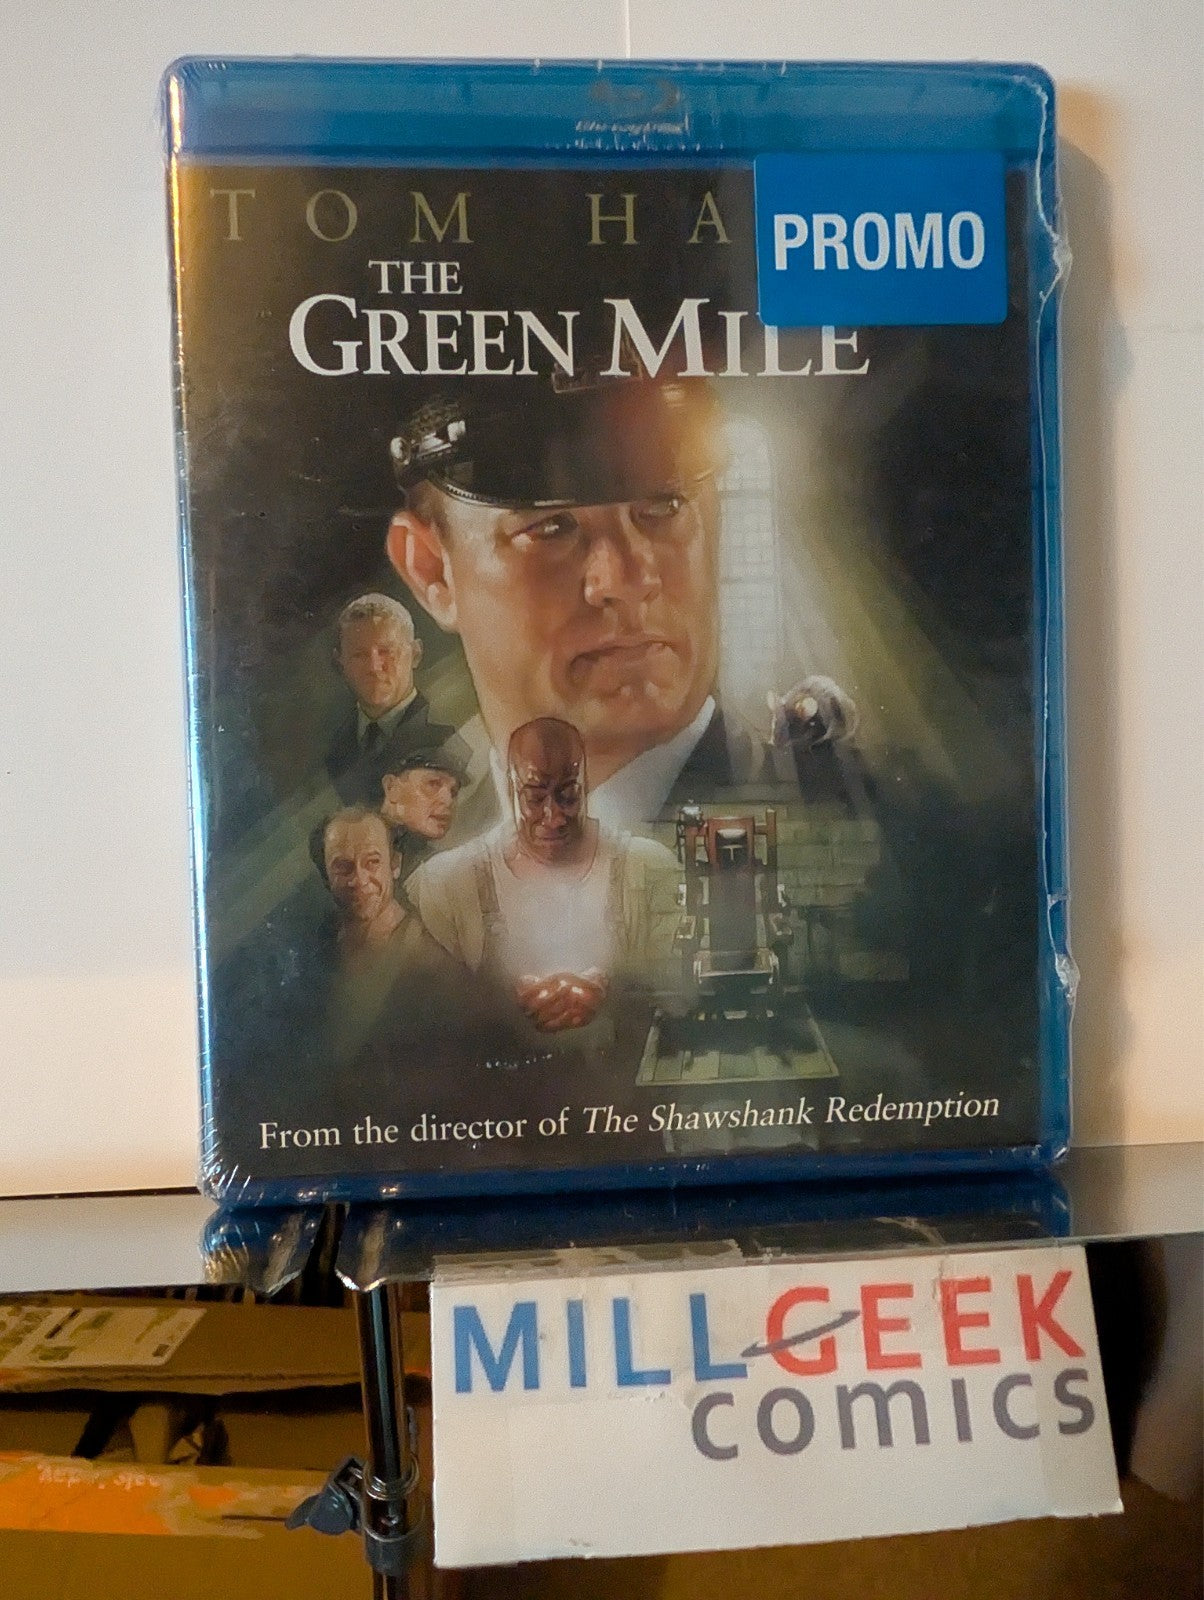 TOM HA
PROMO
THE
GREEN MILE
From the director of The Shawshank Redemption
MILLGEEK
COMICS